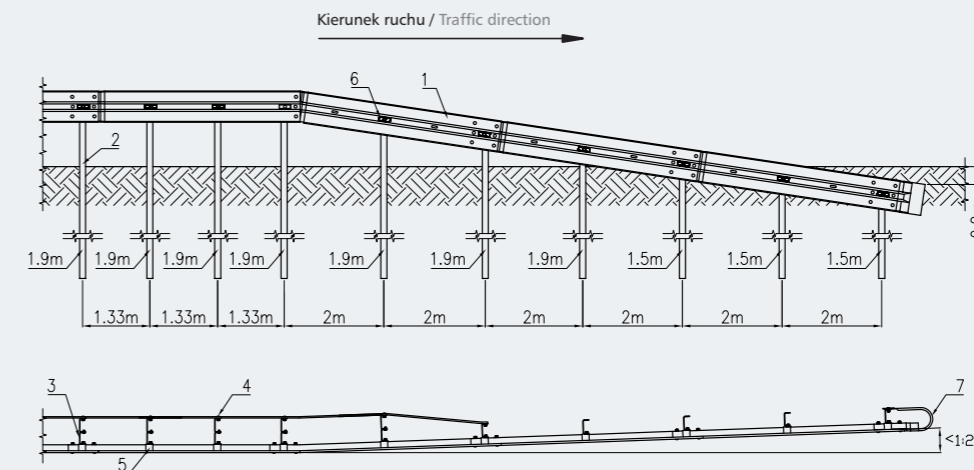 Kierunek ruchu / Traffic direction
6 1
2
1.9m 1.9m 1.9m 1.9m 1.9m 1.9m 1.9m 1.5m 1.5m 1.5m
1.33m 1.33m 1.33m 2m 2m 2m 2m 2m 2m
3 4 7
<1:2
5